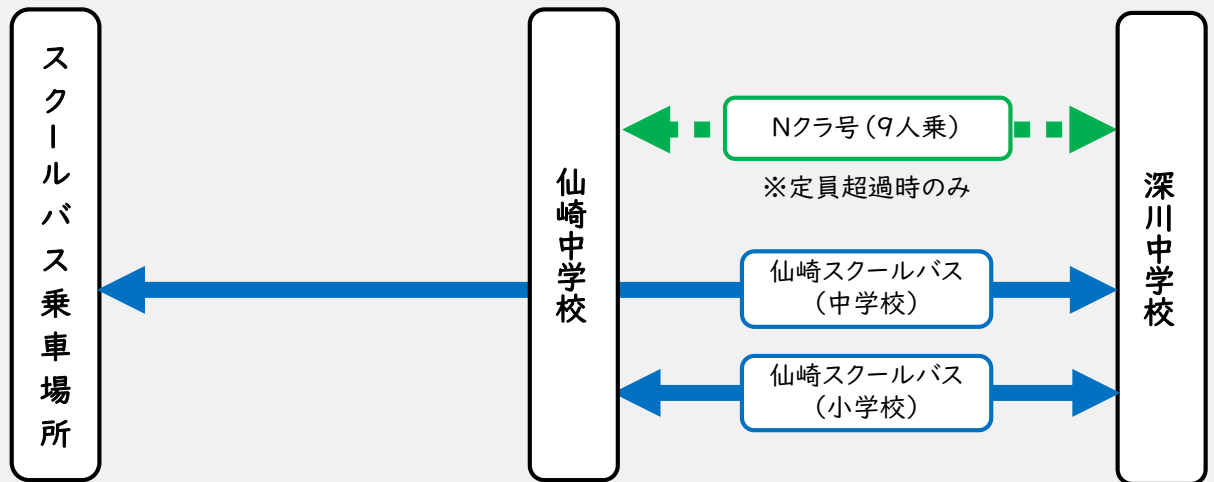 スクールバス乗車場所
仙崎中学校
Nクラ号(9人乗)
※定員超過時のみ
仙崎スクールバス
(中学校)
仙崎スクールバス
(小学校)
深川中学校